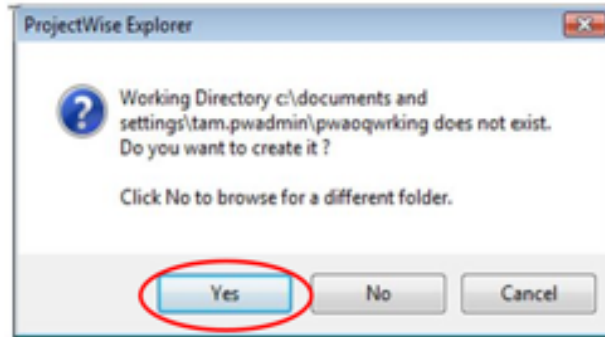 ProjectWise Explorer
Working Directory c:\documents and
settings\tam.pwadmin\pwaoqwrking does not exist.
Do you want to create it ?
Click No to browse for a different folder.
Yes No Cancel